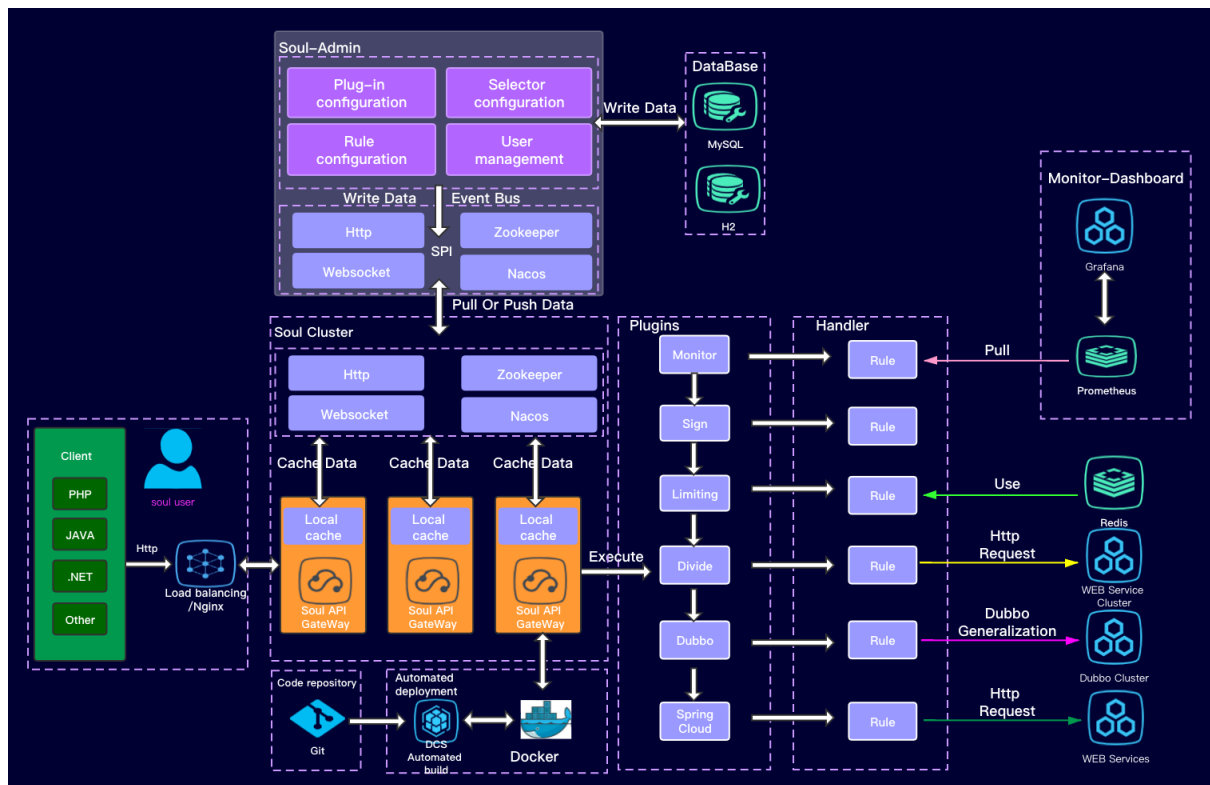 Soul-Admin
Plug-in
configuration
Selector
configuration
Rule
configuration
User
management
Write Data
Event Bus
Http
Zookeeper
SPI
Websocket
Nacos
Write Data
DataBase
MySQL
H2
Monitor-Dashboard
Grafana
Prometheus
Pull Or Push Data
Soul Cluster
Http
Zookeeper
Websocket
Nacos
Cache Data
Cache Data
Cache Data
Local
cache
Local
cache
Local
cache
Soul API
GateWay
Soul API
GateWay
Soul API
GateWay
Execute
Client
PHP
JAVA
.NET
Other
soul user
Http
Load balancing
/Nginx
Code repository
Git
Automated
deployment
DCS
Automated
build
Docker
Plugins
Monitor
Sign
Limiting
Divide
Dubbo
Spring
Cloud
Handler
Rule
Rule
Rule
Rule
Rule
Rule
Pull
Use
Redis
Http
Request
WEB Service
Cluster
Dubbo
Generalization
Dubbo Cluster
Http
Request
WEB Services